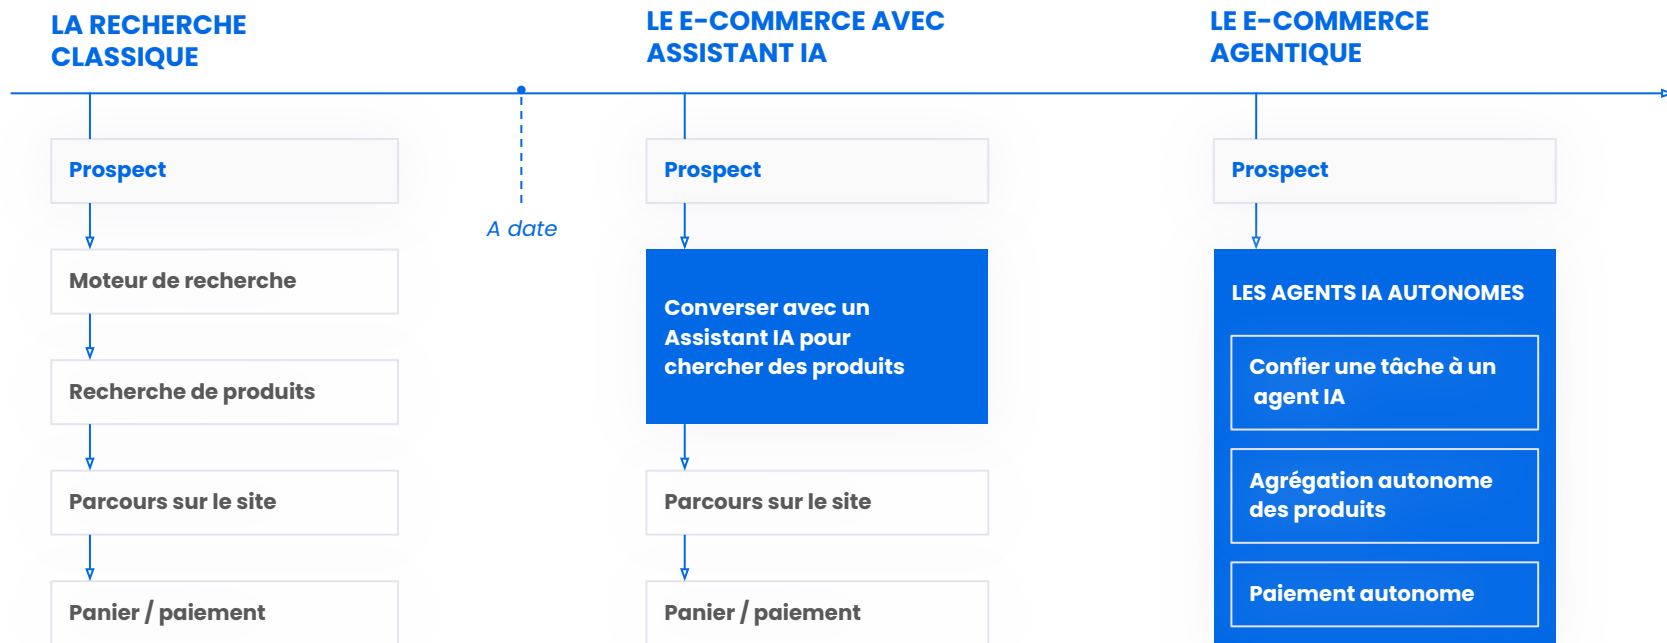 LA RECHERCHE
CLASSIQUE
Prospect
Moteur de recherche
Recherche de produits
Parcours sur le site
Panier / paiement
A date
LE E-COMMERCE AVEC
ASSISTANT IA
Prospect
Converser avec un
Assistant IA pour
chercher des produits
Parcours sur le site
Panier / paiement
LE E-COMMERCE
AGENTIQUE
Prospect
LES AGENTS IA AUTONOMES
Confier une tâche à un
agent IA
Agrégation autonome
des produits
Paiement autonome